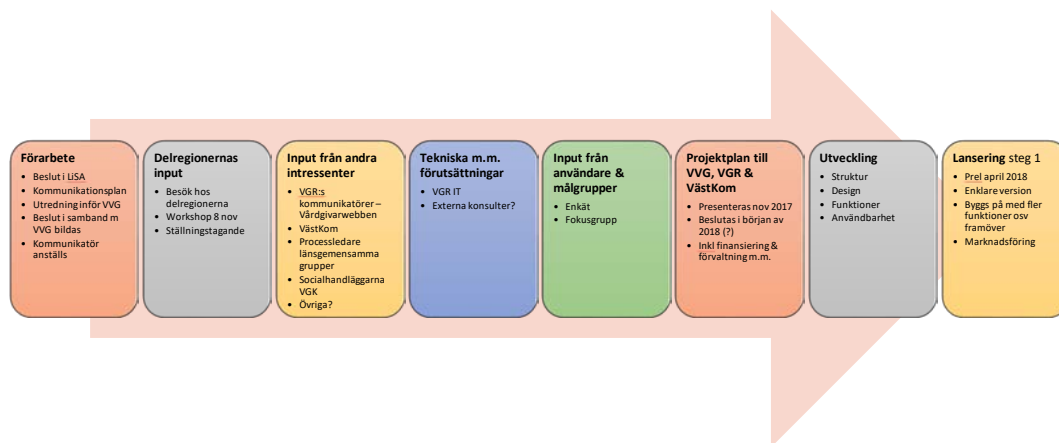 Förarbete
• Beslut i LiSA
• Kommunikationsplan
• Utredning inför VVG
• Beslut i samband m
VVG bildas
• Kommunikatör
anställs
Delregionernas
input
• Besök hos
delregionerna
• Workshop 8 nov
• Ställningstagande
Input från andra
intressenter
• VGR:s
kommunikatörer –
Vårdgivarwebben
• VästKom
• Processledare
länsgemensamma
grupper
• Socialhandläggarna
VGK
• Övriga?
Tekniska m.m.
förutsättningar
• VGR IT
• Externa konsulter?
Input från
användare &
målgrupper
• Enkät
• Fokusgrupp
Projektplan till
VVG, VGR &
VästKom
• Presenteras nov 2017
• Beslutas i början av
2018 (?)
• Inkl finansiering &
förvaltning m.m.
Utveckling
• Struktur
• Design
• Funktioner
• Användbarhet
Lansering steg 1
• Prel april 2018
• Enklare version
• Byggs på med fler
funktioner osv
framöver
• Marknadsföring